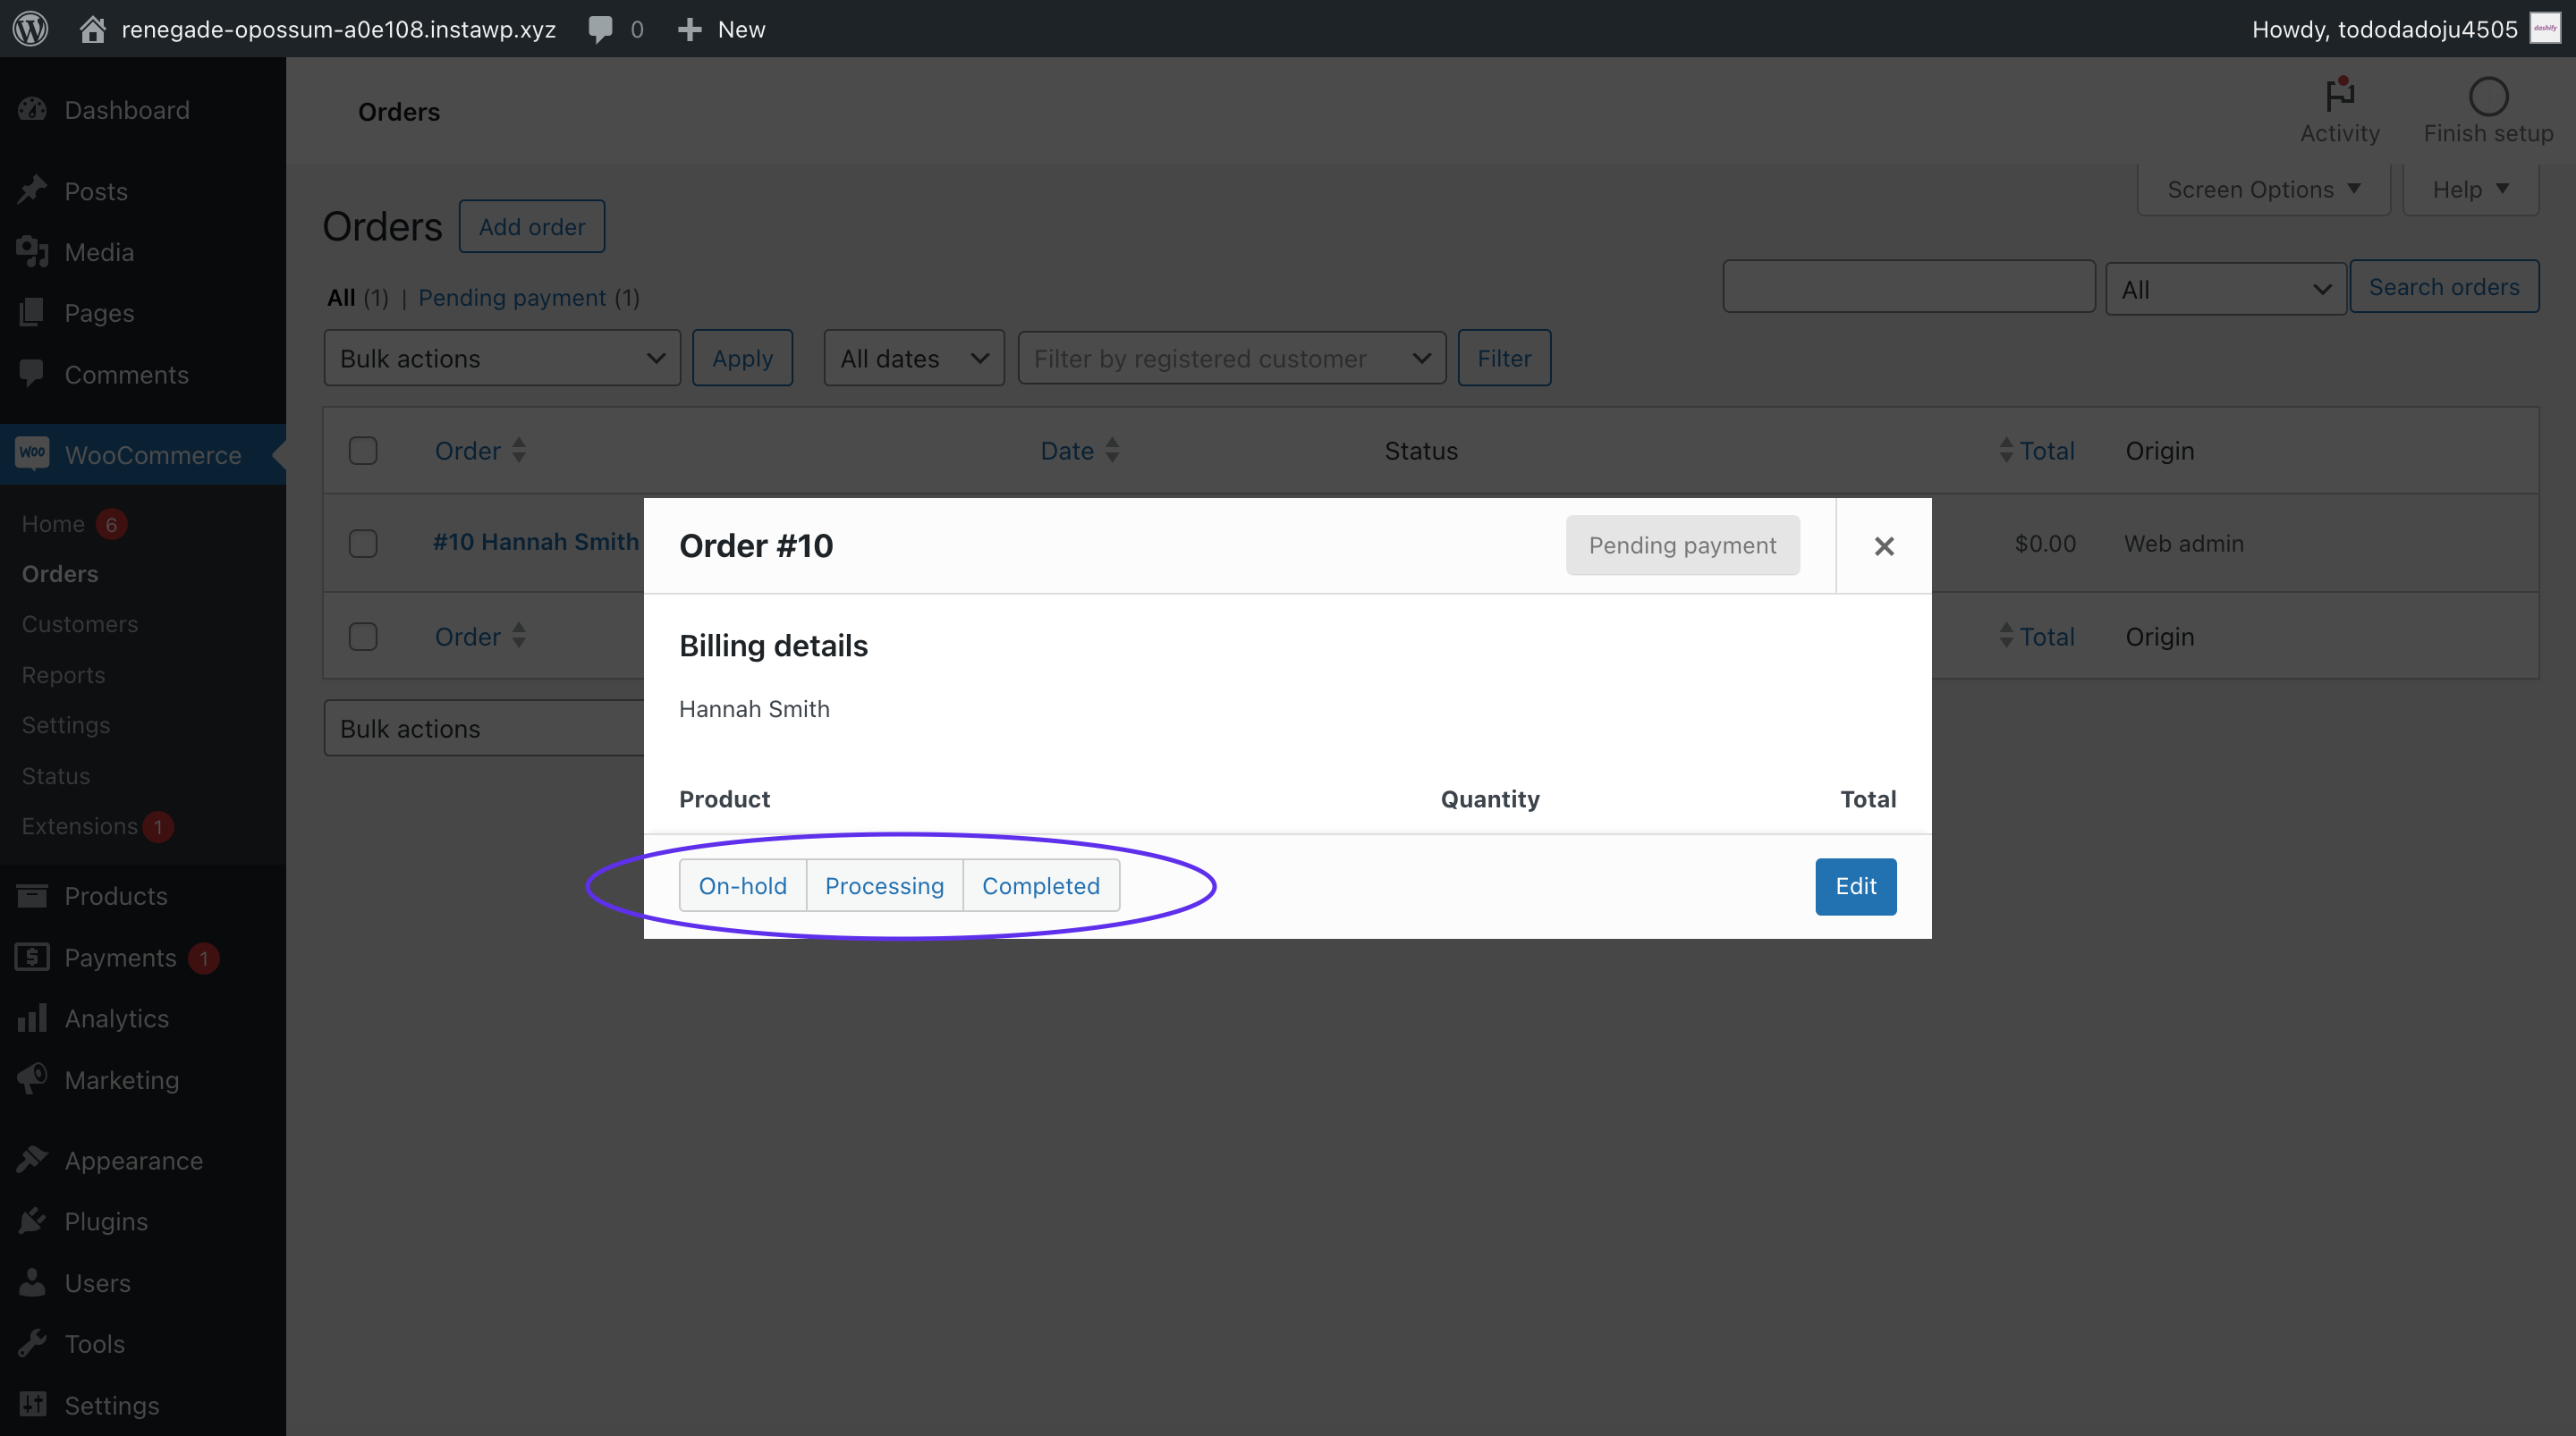 renegade-opossum-a0e108.instawp.xyz 0 New Howdy, tododadoju4505 dashify
Dashboard
Posts
Media
Pages
Comments
Woo WooCommerce
Home 6
Orders
Customers
Reports
Settings
Status
Extensions 1
Products
Payments 1
Analytics
Marketing
Appearance
Plugins
Users
Tools
Settings
Orders
Activity
Finish setup
Screen Options
Help
Orders Add order
All (1) | Pending payment (1)
All Search orders
Bulk actions Apply All dates Filter by registered customer Filter
Order Date Status Total Origin
#10 Hannah Smith $0.00 Web admin
Order Total Origin
Bulk actions
Order #10 Pending payment
Billing details
Hannah Smith
Product Quantity Total
On-hold Processing Completed Edit